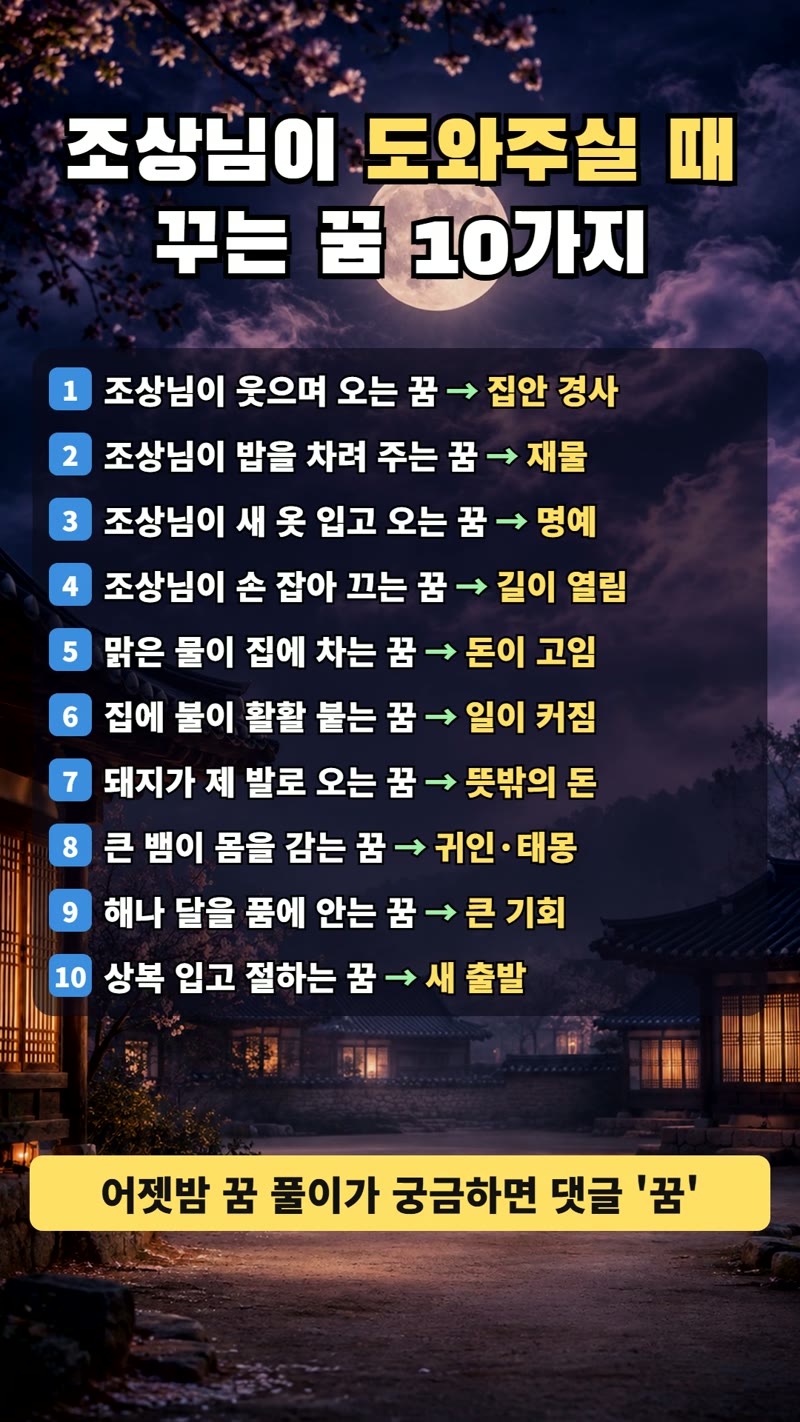 조상님이 도와주실 때
꾸는 꿈 10가지
1 조상님이 웃으며 오는 꿈 → 집안 경사
2 조상님이 밥을 차려 주는 꿈 → 재물
3 조상님이 새 옷 입고 오는 꿈 → 명예
4 조상님이 손 잡아 끄는 꿈 → 길이 열림
5 맑은 물이 집에 차는 꿈 → 돈이 고임
6 집에 불이 활활 붙는 꿈 → 일이 커짐
7 돼지가 제 발로 오는 꿈 → 뜻밖의 돈
8 큰 뱀이 몸을 감는 꿈 → 귀인·태몽
9 해나 달을 품에 안는 꿈 → 큰 기회
10 상복 입고 절하는 꿈 → 새 출발
어젯밤 꿈 풀이가 궁금하면 댓글 '꿈'